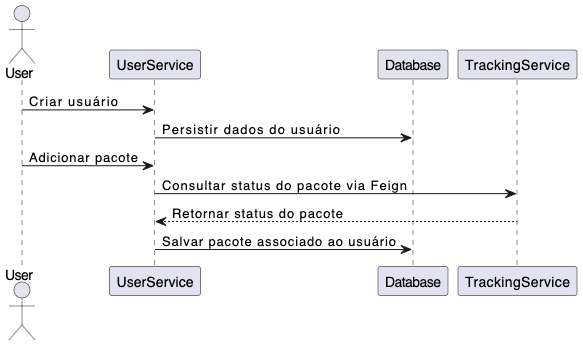 User
UserService
Database
TrackingService
Criar usuário
Persistir dados do usuário
Adicionar pacote
Consultar status do pacote via Feign
Retornar status do pacote
Salvar pacote associado ao usuário
User
UserService
Database
TrackingService